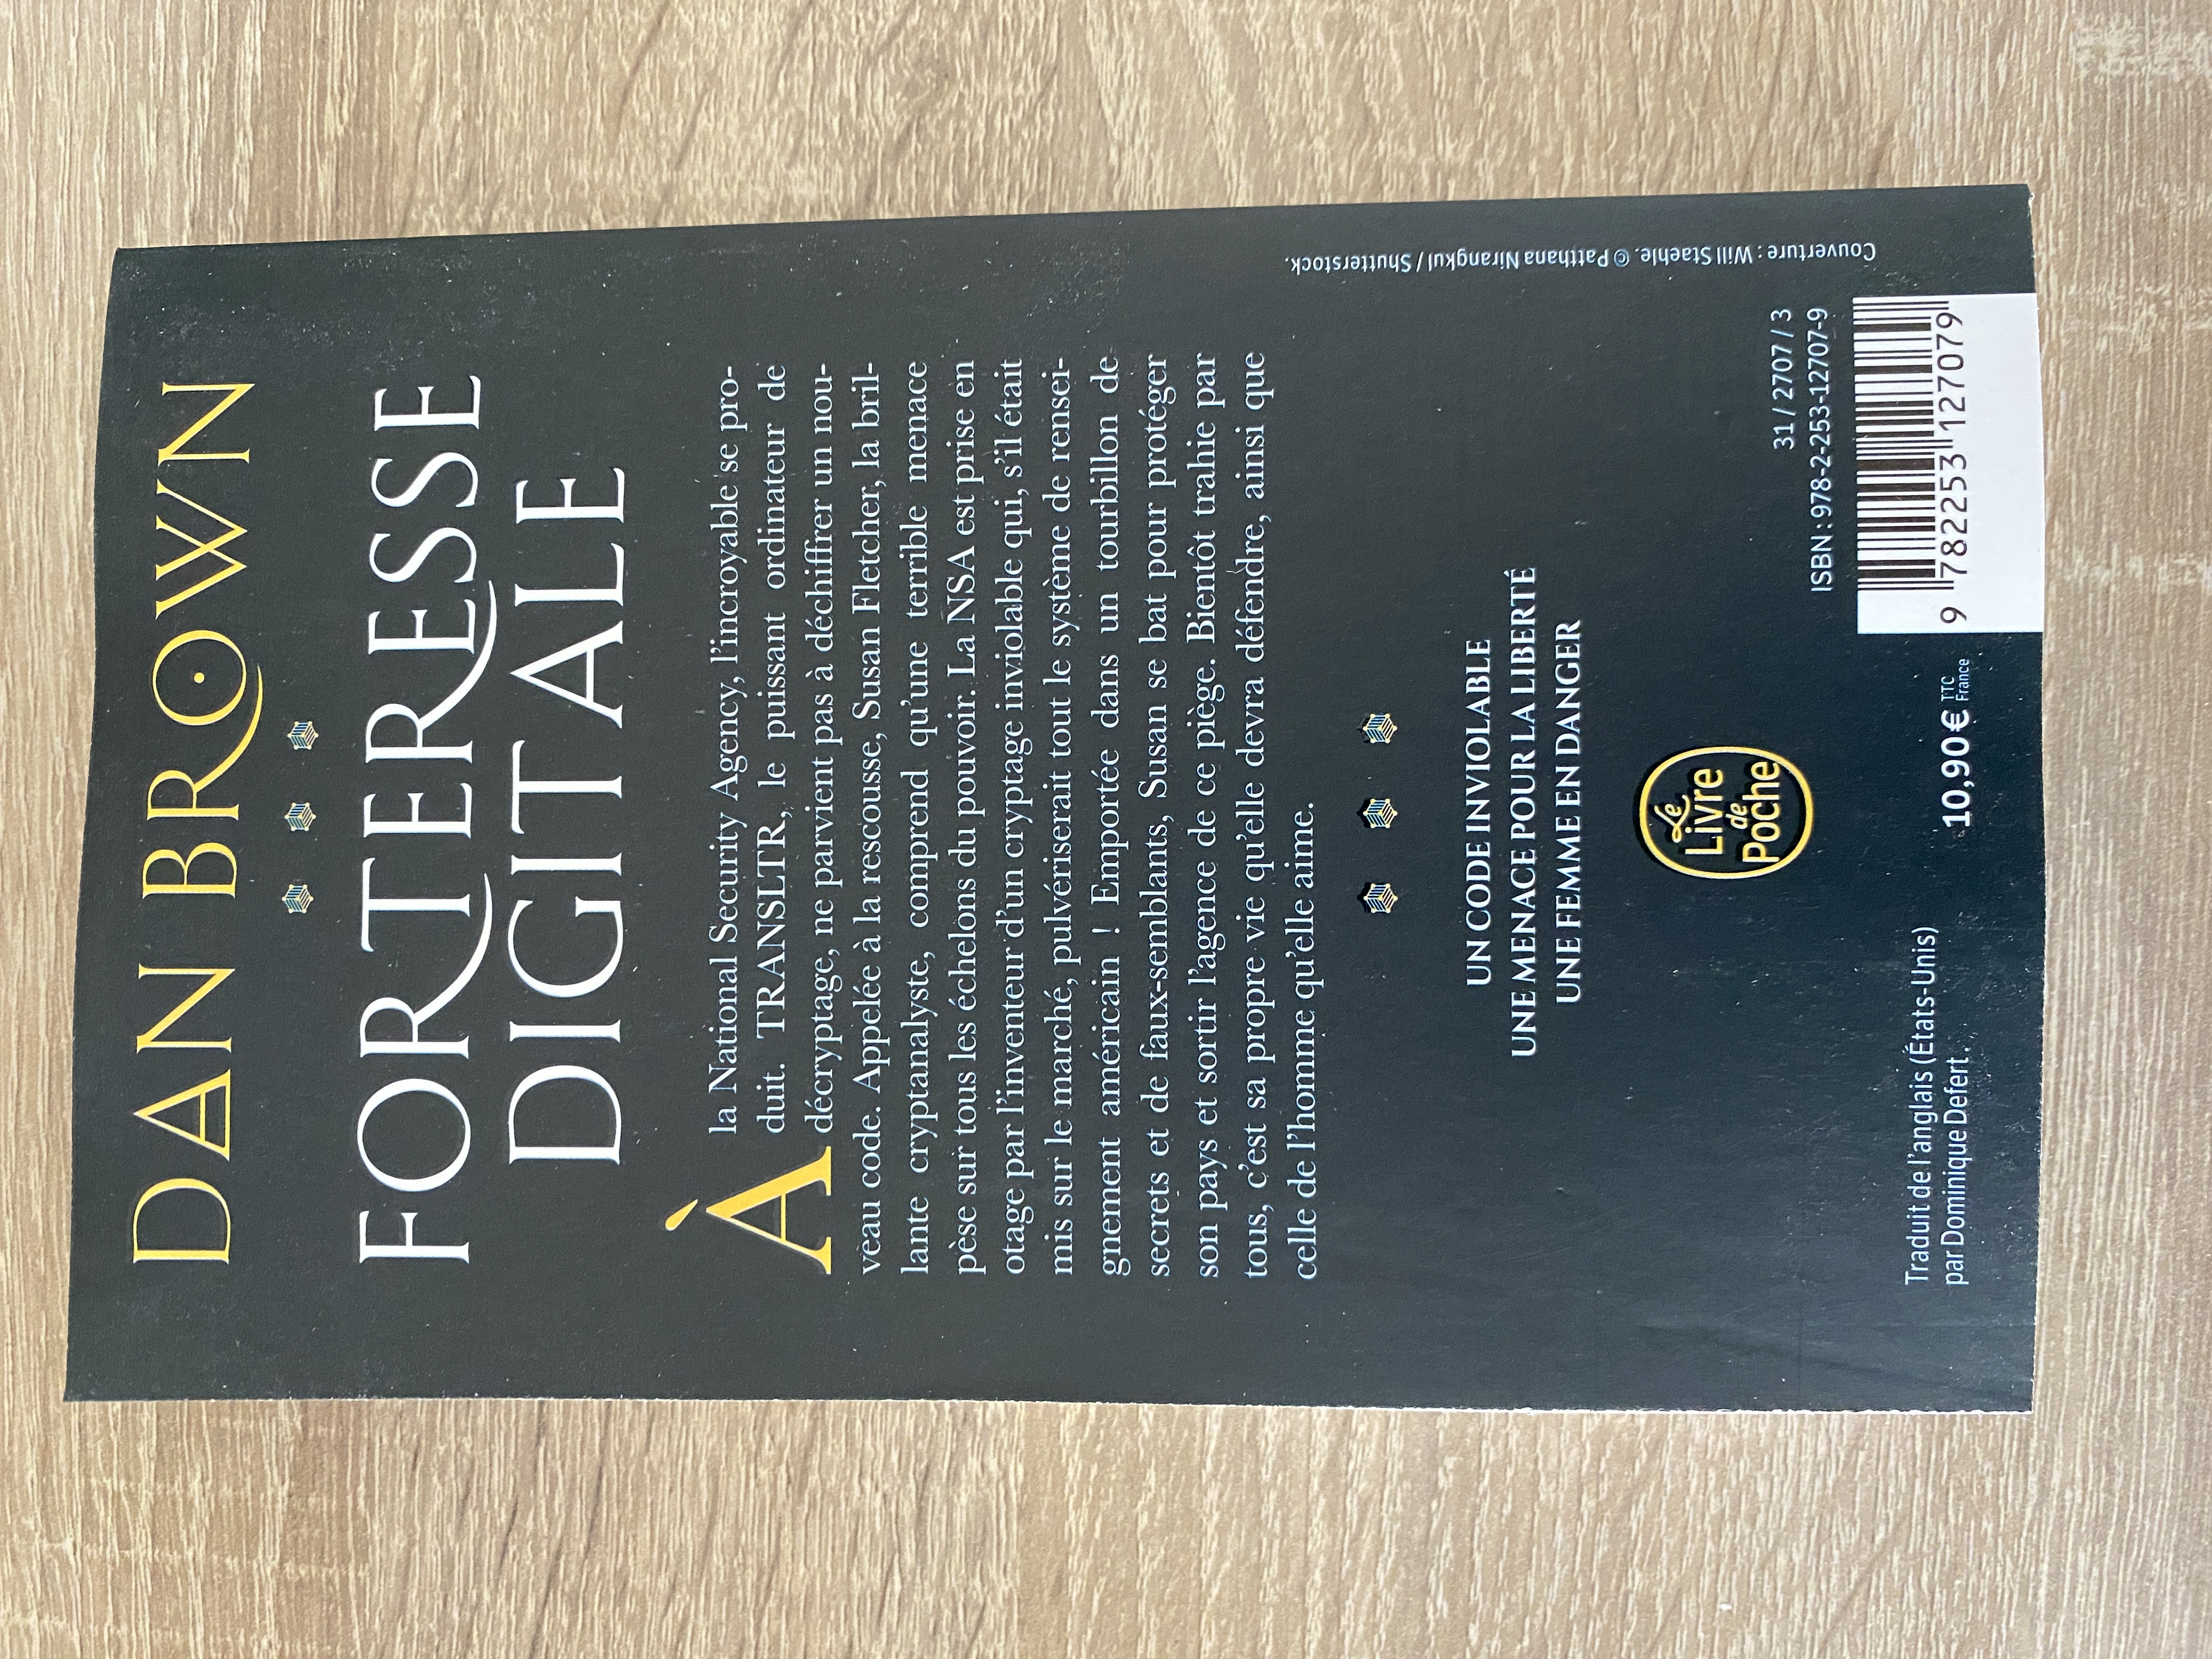 DAN BROWN
FORTERESSE
DIGITALE
À la National Security Agency, l'incroyable se pro-
duit. TRANSLTR, le puissant ordinateur de
décryptage, ne parvient pas à déchiffrer un nou-
veau code. Appelée à la rescousse, Susan Fletcher, la bril-
lante cryptanalyste, comprend qu'une terrible menace
pèse sur tous les échelons du pouvoir. La NSA est prise en
otage par l'inventeur d'un cryptage inviolable qui, s'il était
mis sur le marché, pulvériserait tout le système de rensei-
gnement américain ! Emportée dans un tourbillon de
secrets et de faux-semblants, Susan se bat pour protéger
son pays et sortir l'agence de ce piège. Bientôt trahie par
tous, c'est sa propre vie qu'elle devra défendre, ainsi que
celle de l'homme qu'elle aime.
UN CODE INVIOLABLE
UNE MENACE POUR LA LIBERTÉ
UNE FEMME EN DANGER
Le
Livre
de
Poche
Traduit de l'anglais (États-Unis)
par Dominique Defert.
10,90 € TTC
France
31 / 2707 / 3
ISBN : 978-2-253-12707-9
9 782253 127079
Couverture : Will Staehle. © Patthana Nirangkul / Shutterstock.